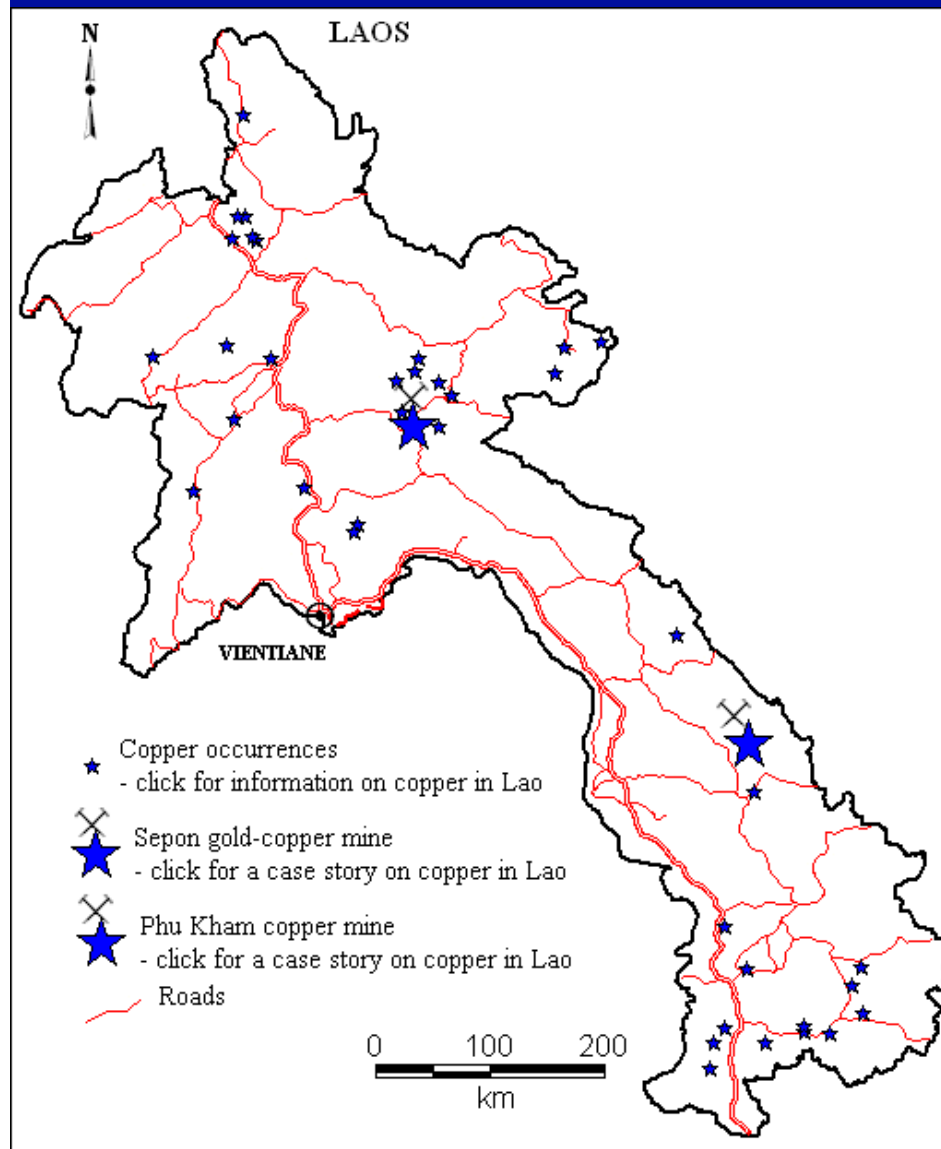 LAOS
N
VIENTIANE
Copper occurrences
- click for information on copper in Lao
Sepon gold-copper mine
- click for a case story on copper in Lao
Phu Kham copper mine
- click for a case story on copper in Lao
Roads
0 100 200
km